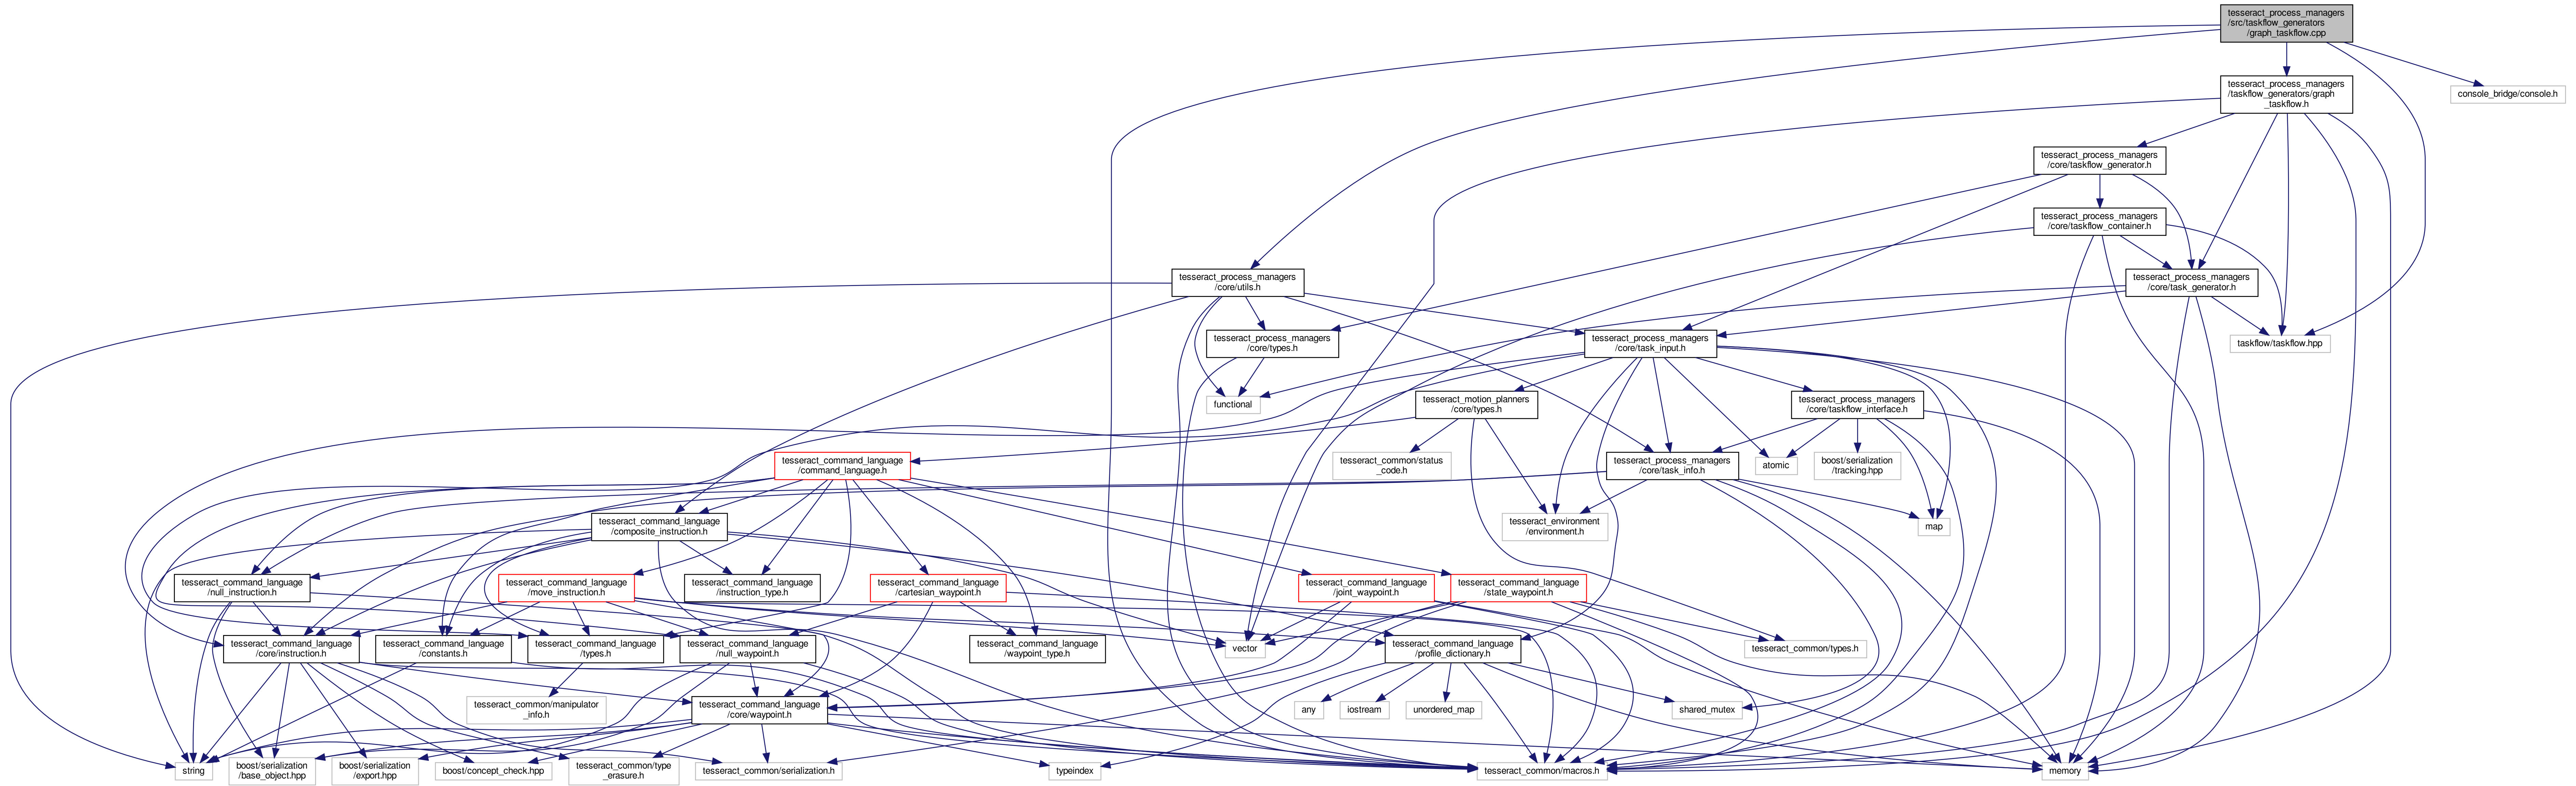 tesseract_process_managers
/src/taskflow_generators
/graph_taskflow.cpp
tesseract_process_managers
/taskflow_generators/graph
_taskflow.h
console_bridge/console.h
tesseract_process_managers
/core/taskflow_generator.h
tesseract_process_managers
/core/taskflow_container.h
tesseract_process_managers
/core/utils.h
tesseract_process_managers
/core/task_generator.h
tesseract_process_managers
/core/types.h
tesseract_process_managers
/core/task_input.h
taskflow/taskflow.hpp
functional
tesseract_motion_planners
/core/types.h
tesseract_process_managers
/core/taskflow_interface.h
tesseract_command_language
/command_language.h
tesseract_common/status
_code.h
tesseract_process_managers
/core/task_info.h
atomic
boost/serialization
/tracking.hpp
tesseract_command_language
/composite_instruction.h
tesseract_environment
/environment.h
map
tesseract_command_language
/null_instruction.h
tesseract_command_language
/move_instruction.h
tesseract_command_language
/instruction_type.h
tesseract_command_language
/cartesian_waypoint.h
tesseract_command_language
/joint_waypoint.h
tesseract_command_language
/state_waypoint.h
tesseract_command_language
/core/instruction.h
tesseract_command_language
/constants.h
tesseract_command_language
/types.h
tesseract_command_language
/null_waypoint.h
tesseract_command_language
/waypoint_type.h
vector
tesseract_command_language
/profile_dictionary.h
tesseract_common/types.h
tesseract_common/manipulator
_info.h
tesseract_command_language
/core/waypoint.h
any
iostream
unordered_map
shared_mutex
string
boost/serialization
/base_object.hpp
boost/serialization
/export.hpp
boost/concept_check.hpp
tesseract_common/type
_erasure.h
tesseract_common/serialization.h
typeindex
tesseract_common/macros.h
memory